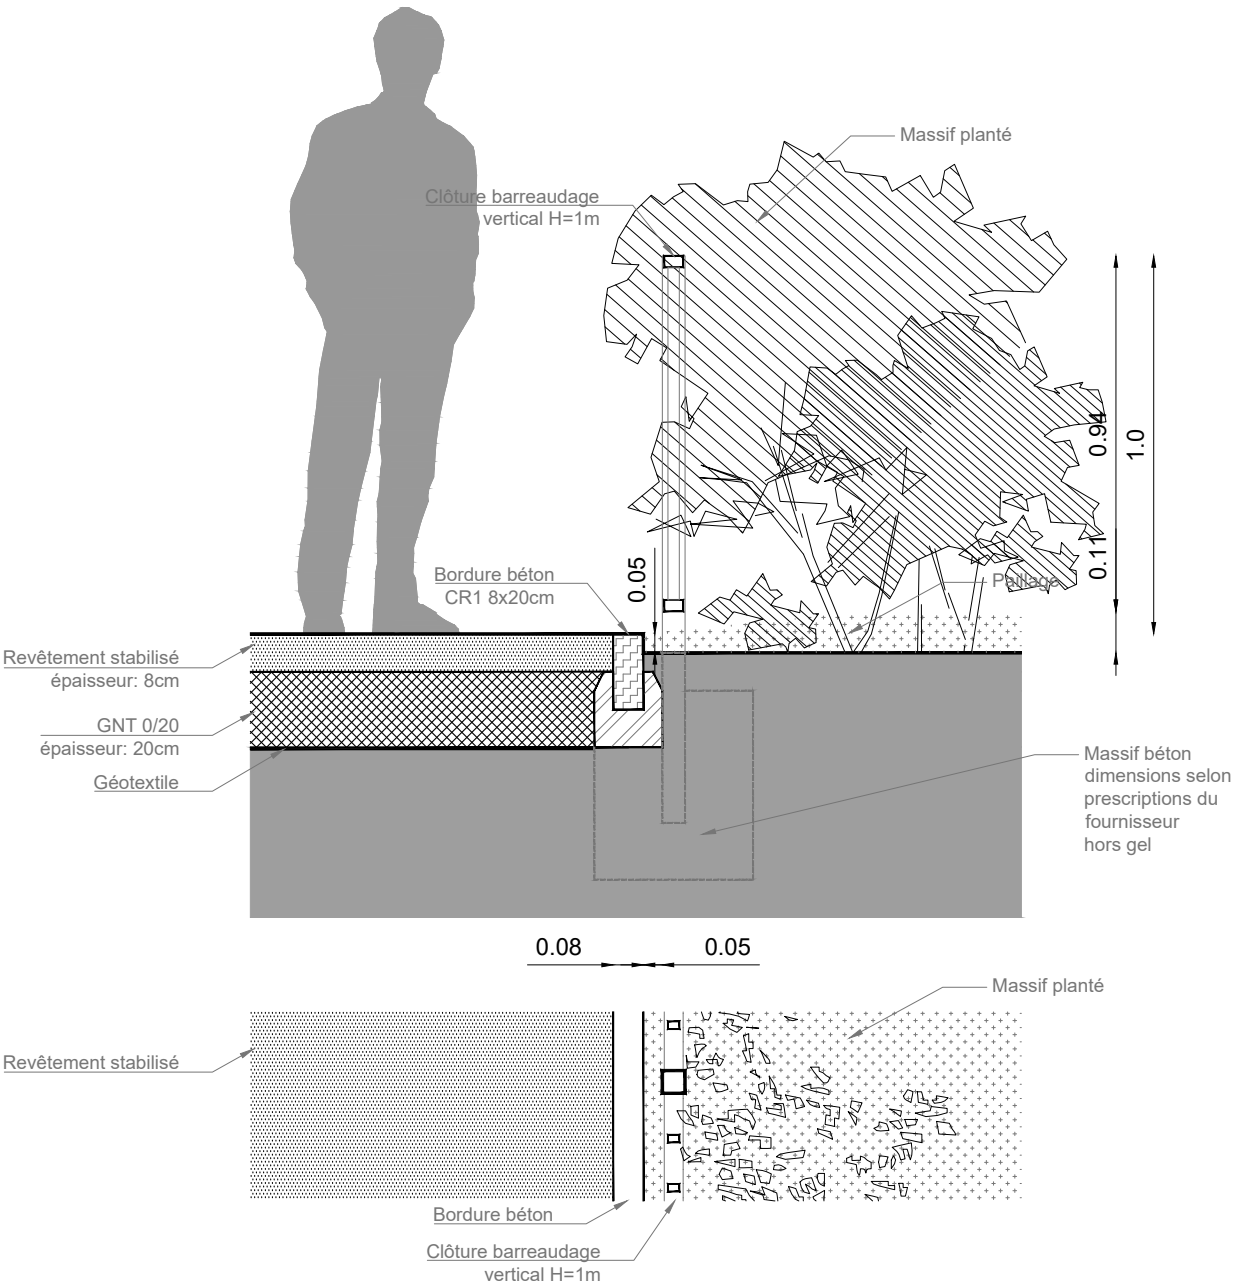 Massif planté
Clôture barreaudage
vertical H=1m
0.94
1.0
0.11
0.05
Bordure béton
CR1 8x20cm
Paillage
Revêtement stabilisé
épaisseur: 8cm
GNT 0/20
épaisseur: 20cm
Géotextile
Massif béton
dimensions selon
prescriptions du
fournisseur
hors gel
0.08
0.05
Massif planté
Revêtement stabilisé
Bordure béton
Clôture barreaudage
vertical H=1m